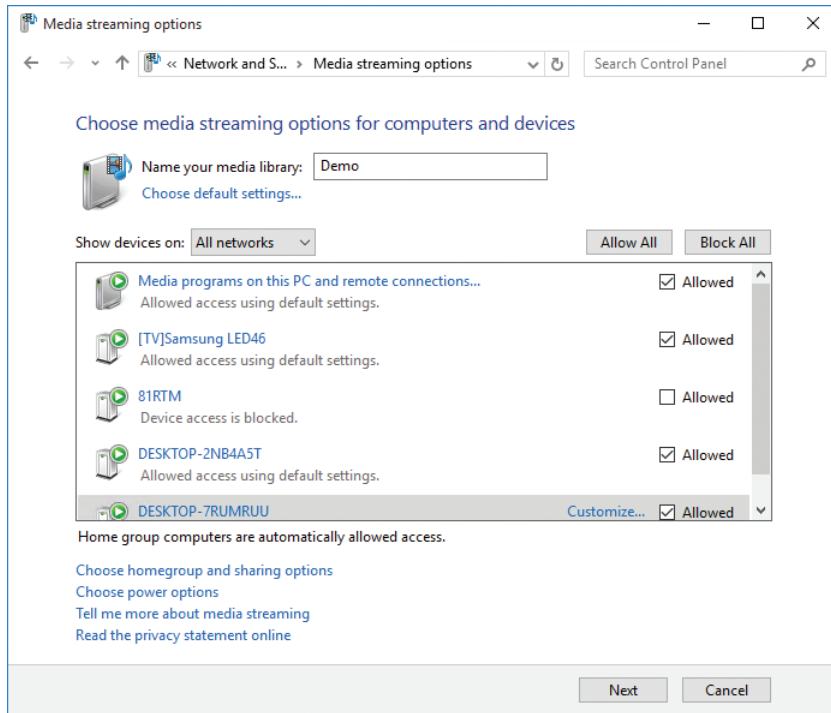 Media streaming options
« Network and S... > Media streaming options
Search Control Panel
Choose media streaming options for computers and devices
Name your media library: Demo
Choose default settings...
Show devices on: All networks
Allow All Block All
Media programs on this PC and remote connections... Allowed
Allowed access using default settings.
[TV]Samsung LED46 Allowed
Allowed access using default settings.
81RTM Allowed
Device access is blocked.
DESKTOP-2NB4A5T Allowed
Allowed access using default settings.
DESKTOP-7RUMRUU Customize... Allowed
Home group computers are automatically allowed access.
Choose homegroup and sharing options
Choose power options
Tell me more about media streaming
Read the privacy statement online
Next Cancel